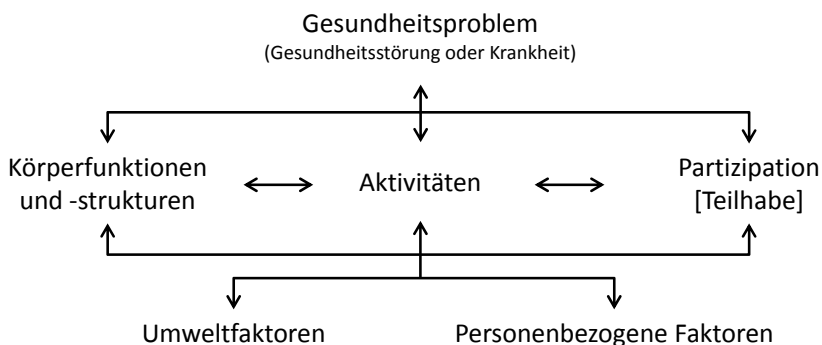 Gesundheitsproblem
(Gesundheitsstörung oder Krankheit)
Körperfunktionen
und -strukturen
Aktivitäten
Partizipation
[Teilhabe]
Umweltfaktoren
Personenbezogene Faktoren